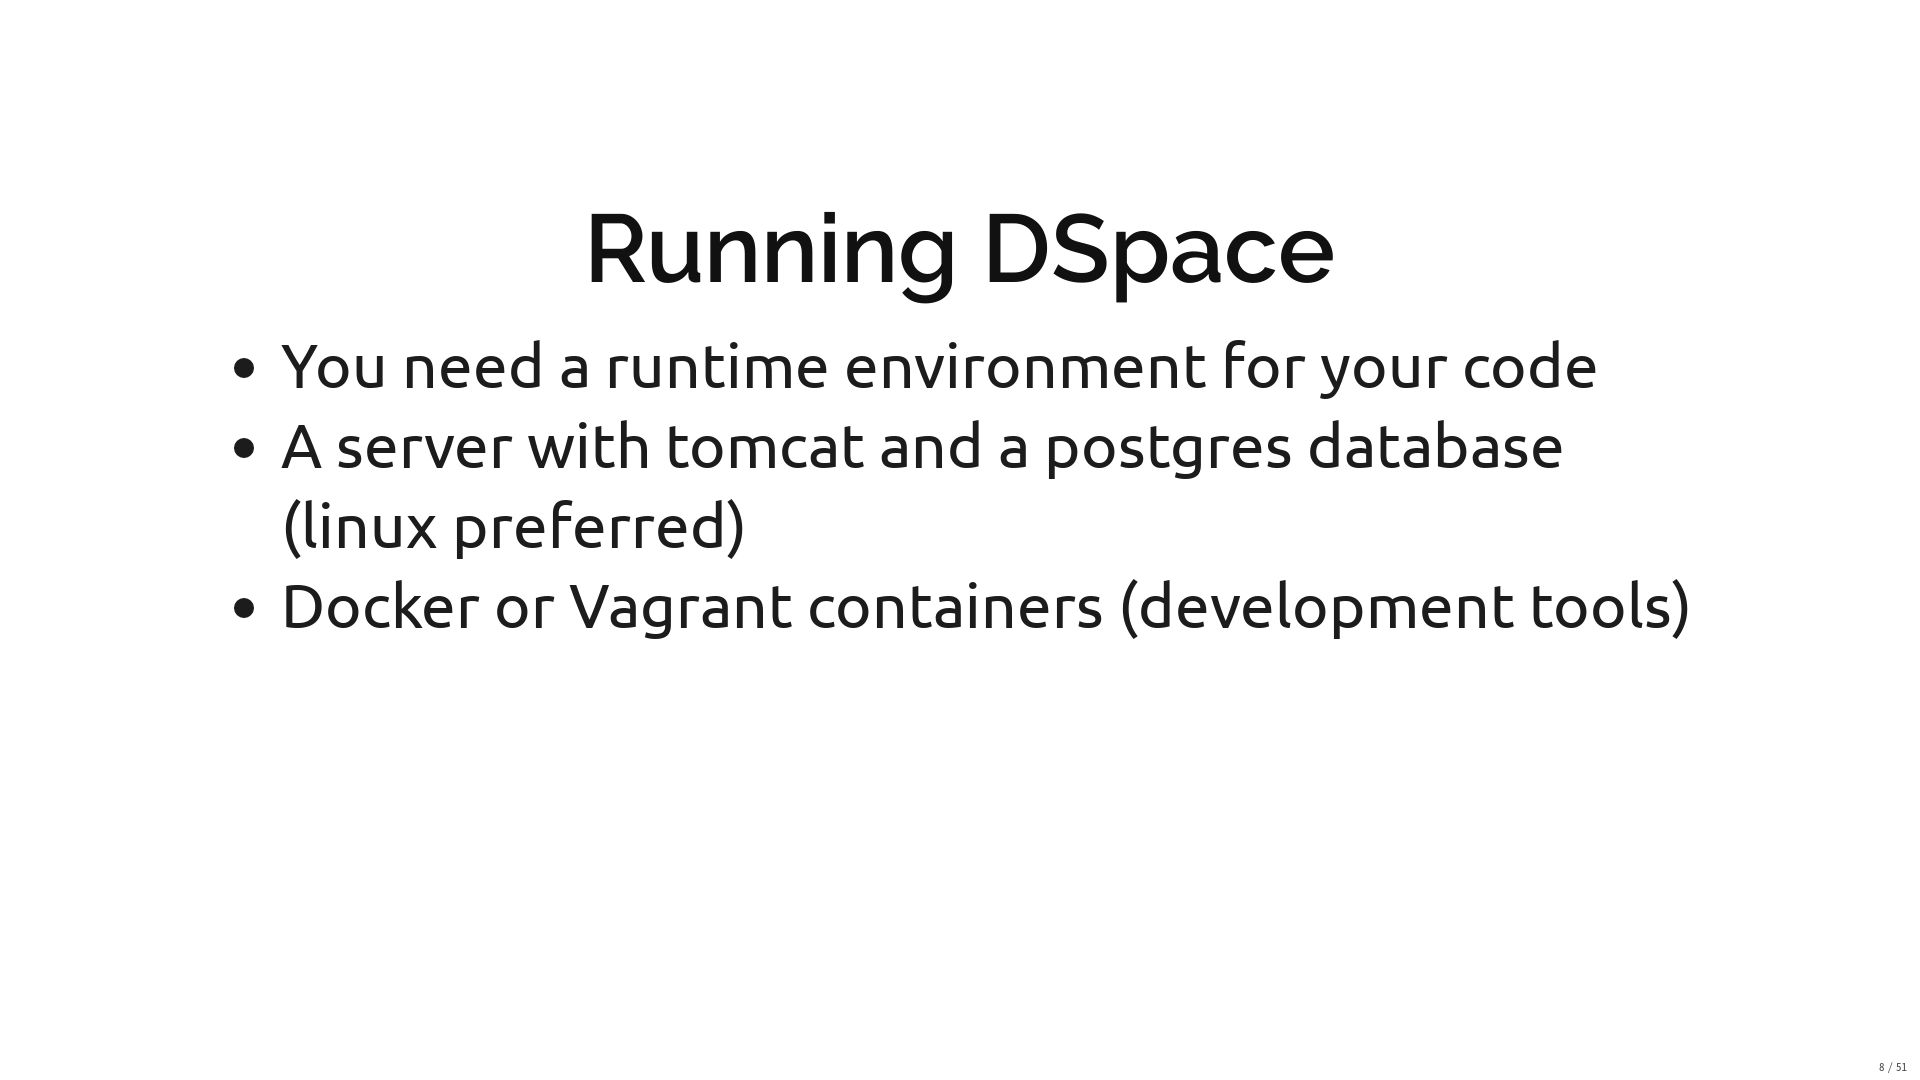 Running DSpace
• You need a runtime environment for your code
• A server with tomcat and a postgres database
(linux preferred)
• Docker or Vagrant containers (development tools)
8 / 51